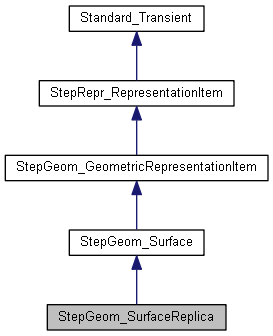 Standard_Transient
StepRepr_RepresentationItem
StepGeom_GeometricRepresentationItem
StepGeom_Surface
StepGeom_SurfaceReplica